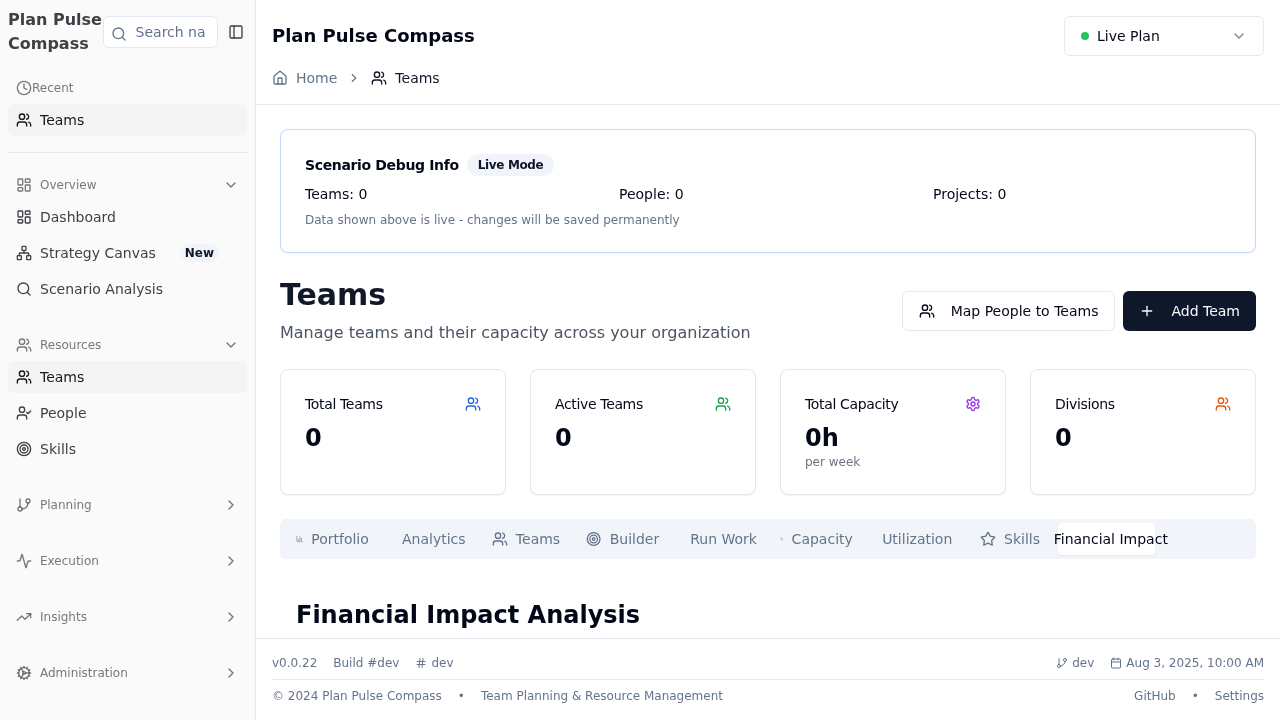 Plan Pulse
Compass
Search na
Recent
Teams
Overview
Dashboard
Strategy Canvas New
Scenario Analysis
Resources
Teams
People
Skills
Planning
Execution
Insights
Administration
Plan Pulse Compass
Live Plan
Home Teams
Scenario Debug Info Live Mode
Teams: 0 People: 0 Projects: 0
Data shown above is live - changes will be saved permanently
Teams
Manage teams and their capacity across your organization
Map People to Teams
Add Team
Total Teams
0
Active Teams
0
Total Capacity
0h
per week
Divisions
0
Portfolio Analytics Teams Builder Run Work Capacity Utilization Skills Financial Impact
Financial Impact Analysis
v0.0.22 Build #dev dev dev Aug 3, 2025, 10:00 AM
© 2024 Plan Pulse Compass • Team Planning & Resource Management GitHub • Settings